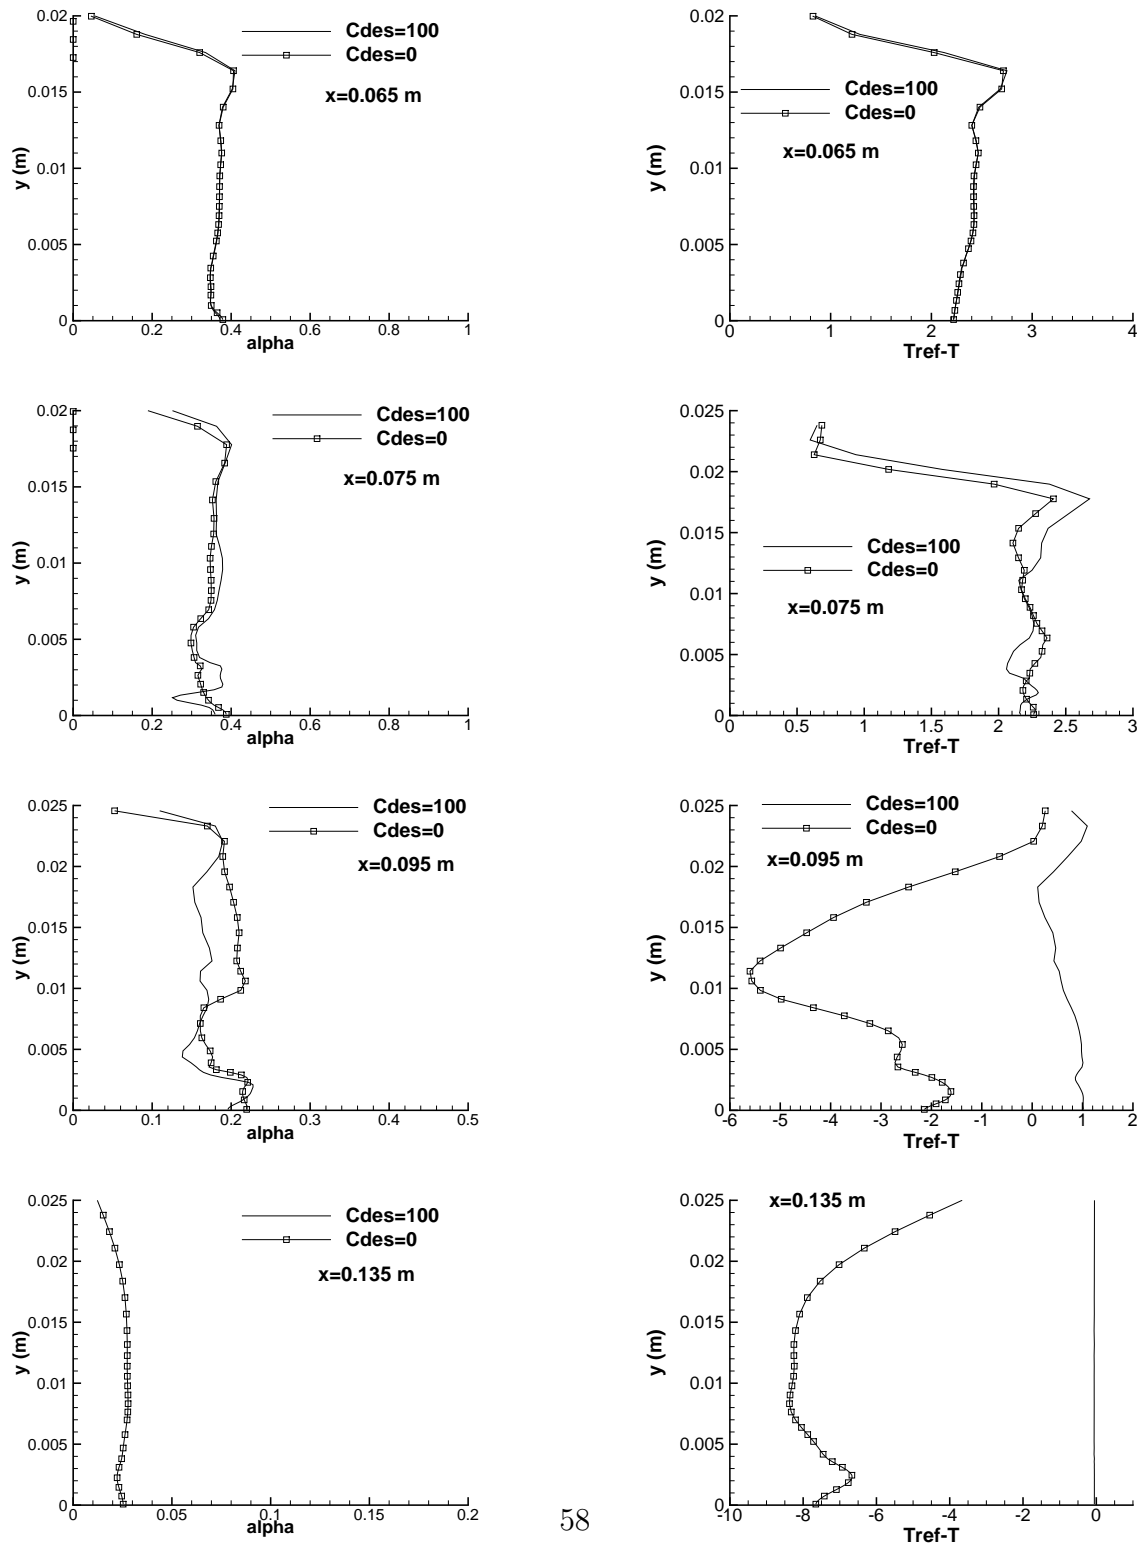 0.02
0.015
0.01
0.005
0
y (m)
0
0.2
0.4
0.6
0.8
1
alpha
Cdes=100
Cdes=0
x=0.065 m
0.02
0.015
0.01
0.005
0
y (m)
0
1
2
3
4
Tref-T
Cdes=100
Cdes=0
x=0.065 m
0.02
0.015
0.01
0.005
0
y (m)
0
0.2
0.4
0.6
0.8
1
alpha
Cdes=100
Cdes=0
x=0.075 m
0.025
0.02
0.015
0.01
0.005
0
y (m)
0
0.5
1
1.5
2
2.5
3
Tref-T
Cdes=100
Cdes=0
x=0.075 m
0.025
0.02
0.015
0.01
0.005
0
y (m)
0
0.1
0.2
0.3
0.4
0.5
alpha
Cdes=100
Cdes=0
x=0.095 m
0.025
0.02
0.015
0.01
0.005
0
y (m)
-6
-5
-4
-3
-2
-1
0
1
2
Tref-T
Cdes=100
Cdes=0
x=0.095 m
0.025
0.02
0.015
0.01
0.005
0
y (m)
0
0.05
0.1
0.15
0.2
alpha
Cdes=100
Cdes=0
x=0.135 m
0.025
0.02
0.015
0.01
0.005
0
y (m)
-10
-8
-6
-4
-2
0
Tref-T
x=0.135 m
58